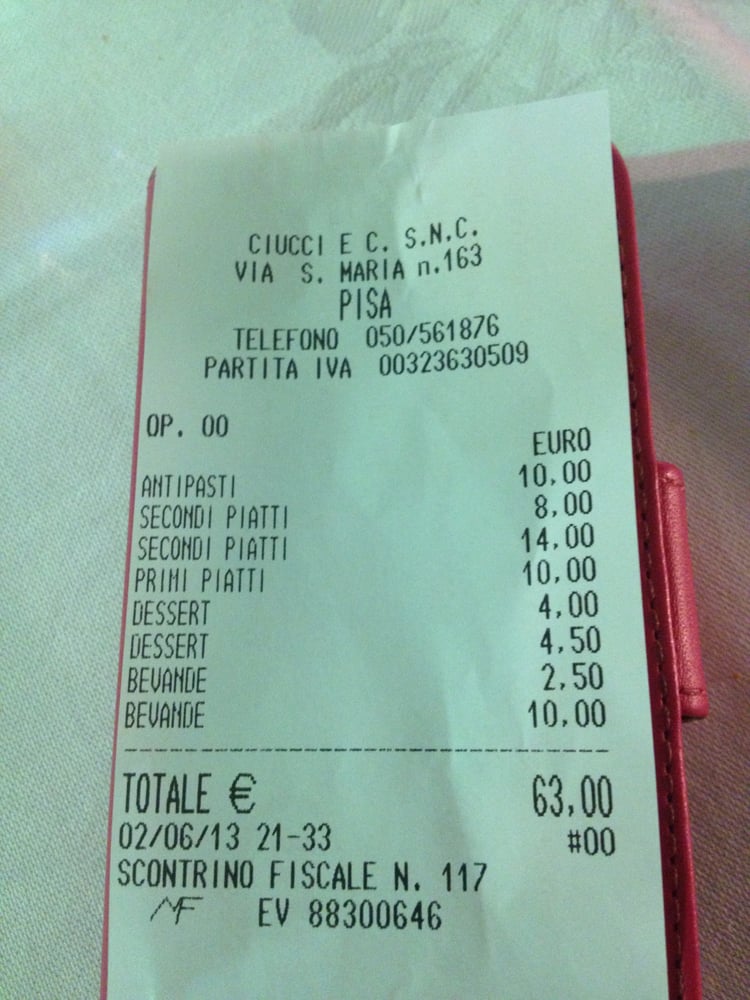 CIUCCI E C. S.N.C.
VIA S. MARIA n.163
PISA
TELEFONO 050/561876
PARTITA IVA 00323630509
OP. 00
EURO
ANTIPASTI 10,00
SECONDI PIATTI 8,00
SECONDI PIATTI 14,00
PRIMI PIATTI 10,00
DESSERT 4,00
DESSERT 4,50
BEVANDE 2,50
BEVANDE 10,00
TOTALE € 63,00
02/06/13 21-33 #00
SCONTRINO FISCALE N. 117
MF EV 88300646